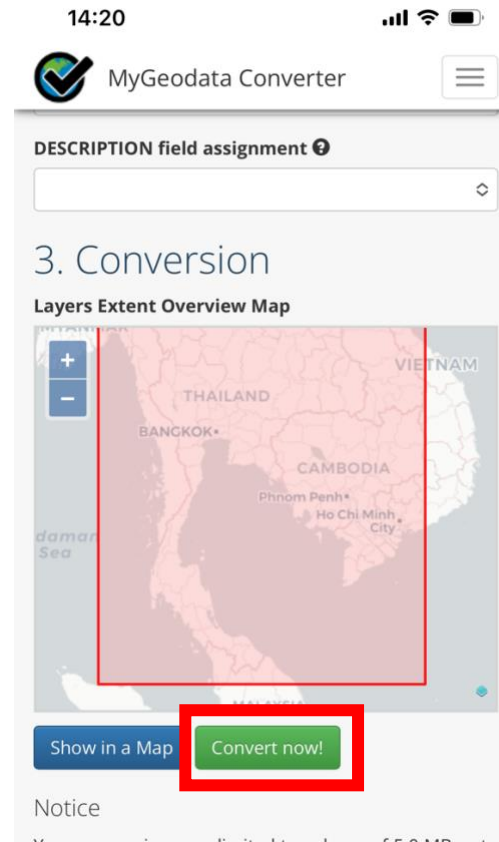 14:20
MyGeodata Converter
DESCRIPTION field assignment ?
3. Conversion
Layers Extent Overview Map
+
VIETNAM
−
THAILAND
BANGKOK
CAMBODIA
Phnom Penh
Ho Chi Minh
City
daman
Sea
Show in a Map
Convert now!
Notice